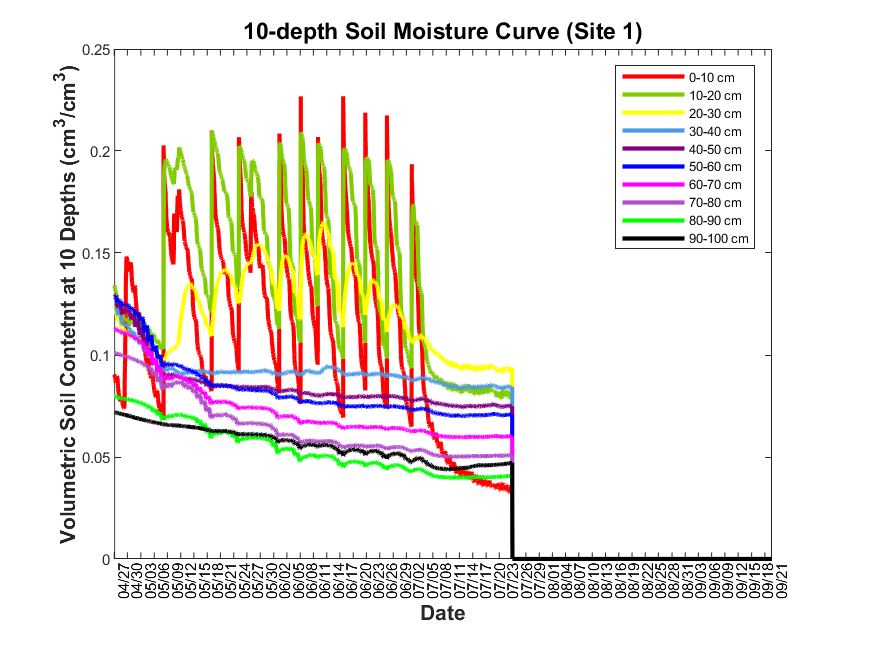 10-depth Soil Moisture Curve (Site 1)
Volumetric Soil Contetnt at 10 Depths (cm3/cm3)
0.25
0.2
0.15
0.1
0.05
0
0-10 cm
10-20 cm
20-30 cm
30-40 cm
40-50 cm
50-60 cm
60-70 cm
70-80 cm
80-90 cm
90-100 cm
04/27 04/30 05/03 05/06 05/09 05/12 05/15 05/18 05/21 05/24 05/27 05/30 06/02 06/05 06/08 06/11 06/14 06/17 06/20 06/23 06/26 06/29 07/02 07/05 07/08 07/11 07/14 07/17 07/20 07/23 07/26 07/29 08/01 08/04 08/07 08/10 08/13 08/16 08/19 08/22 08/25 08/28 08/31 09/03 09/06 09/09 09/12 09/15 09/18 09/21
Date